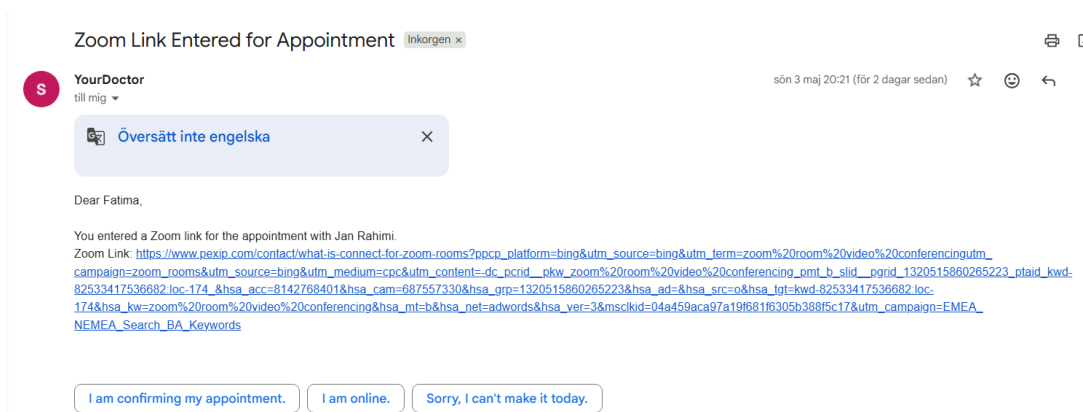 Zoom Link Entered for Appointment Inkorgen ×
S
YourDoctor
sön 3 maj 20:21 (för 2 dagar sedan)
till mig
Översätt inte engelska
Dear Fatima,
You entered a Zoom link for the appointment with Jan Rahimi.
Zoom Link: https://www.pexip.com/contact/what-is-connect-for-zoom-rooms?ppcp_platform=bing&utm_source=bing&utm_term=zoom%20room%20video%20conferencingutm_
campaign=zoom_rooms&utm_source=bing&utm_medium=cpc&utm_content=-dc_pcrid__pkw_zoom%20room%20video%20conferencing_pmt_b_slid__pgrid_1320515860265223_ptaid_kwd-
82533417536682:loc-174_&hsa_acc=8142768401&hsa_cam=687557330&hsa_grp=1320515860265223&hsa_ad=&hsa_src=o&hsa_tgt=kwd-82533417536682:loc-
174&hsa_kw=zoom%20room%20video%20conferencing&hsa_mt=b&hsa_net=adwords&hsa_ver=3&msclkid=04a459aca97a19f681f6305b388f5c17&utm_campaign=EMEA_
NEMEA_Search_BA_Keywords
I am confirming my appointment.
I am online.
Sorry, I can't make it today.